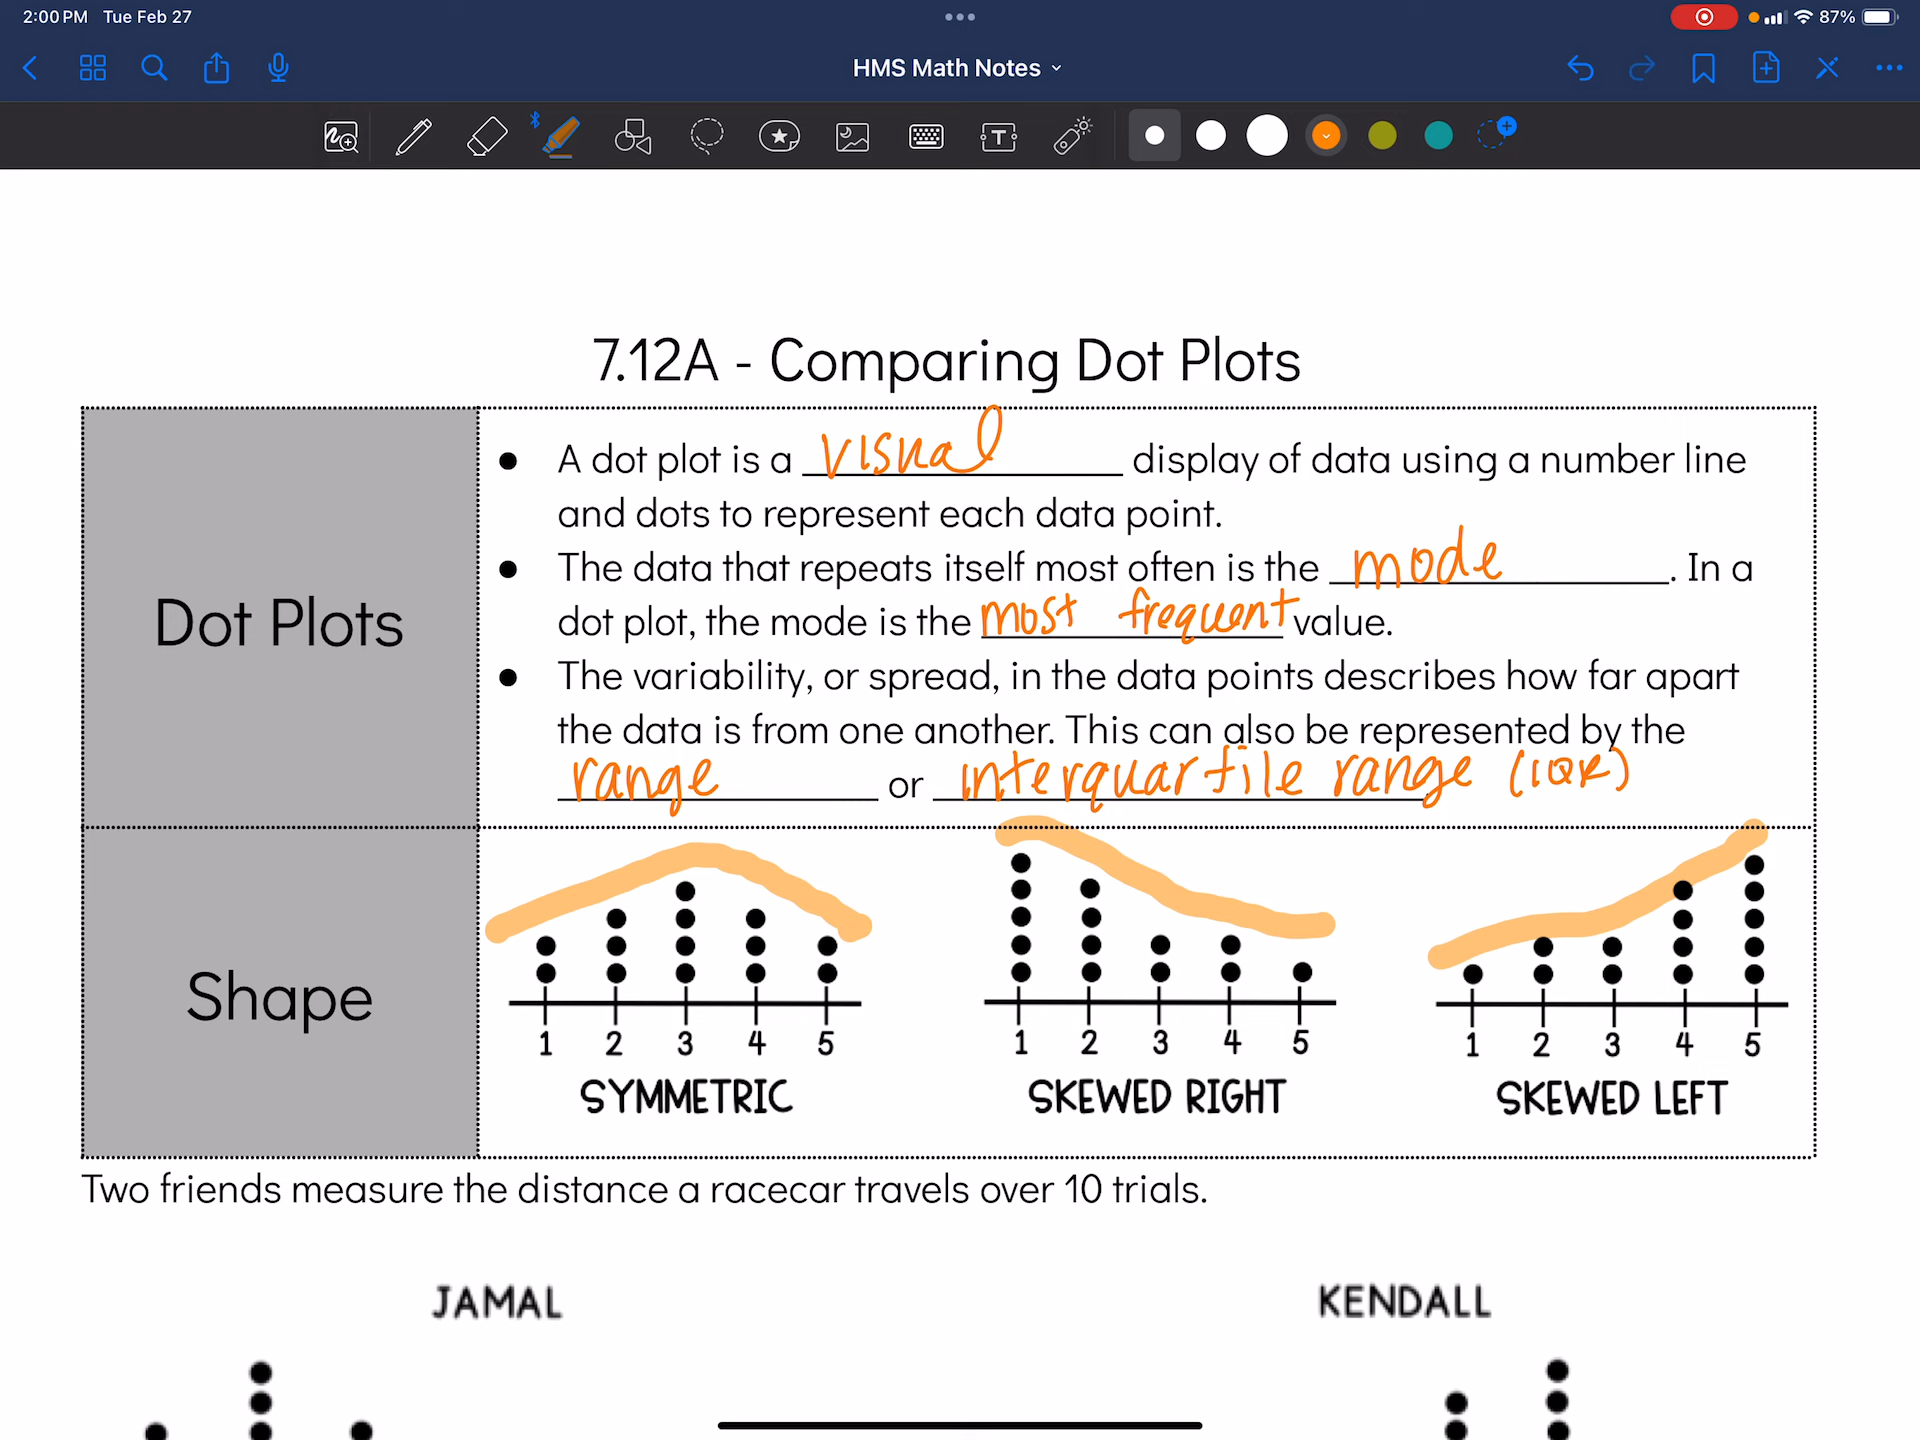 2:00 PM Tue Feb 27
87%
HMS Math Notes
T
7.12A - Comparing Dot Plots
Dot Plots
● A dot plot is a visual display of data using a number line
and dots to represent each data point.
● The data that repeats itself most often is the mode. In a
dot plot, the mode is the most frequent value.
● The variability, or spread, in the data points describes how far apart
the data is from one another. This can also be represented by the
range or interquartile range (IQR)
Shape
1 2 3 4 5
SYMMETRIC
1 2 3 4 5
SKEWED RIGHT
1 2 3 4 5
SKEWED LEFT
Two friends measure the distance a racecar travels over 10 trials.
JAMAL
KENDALL